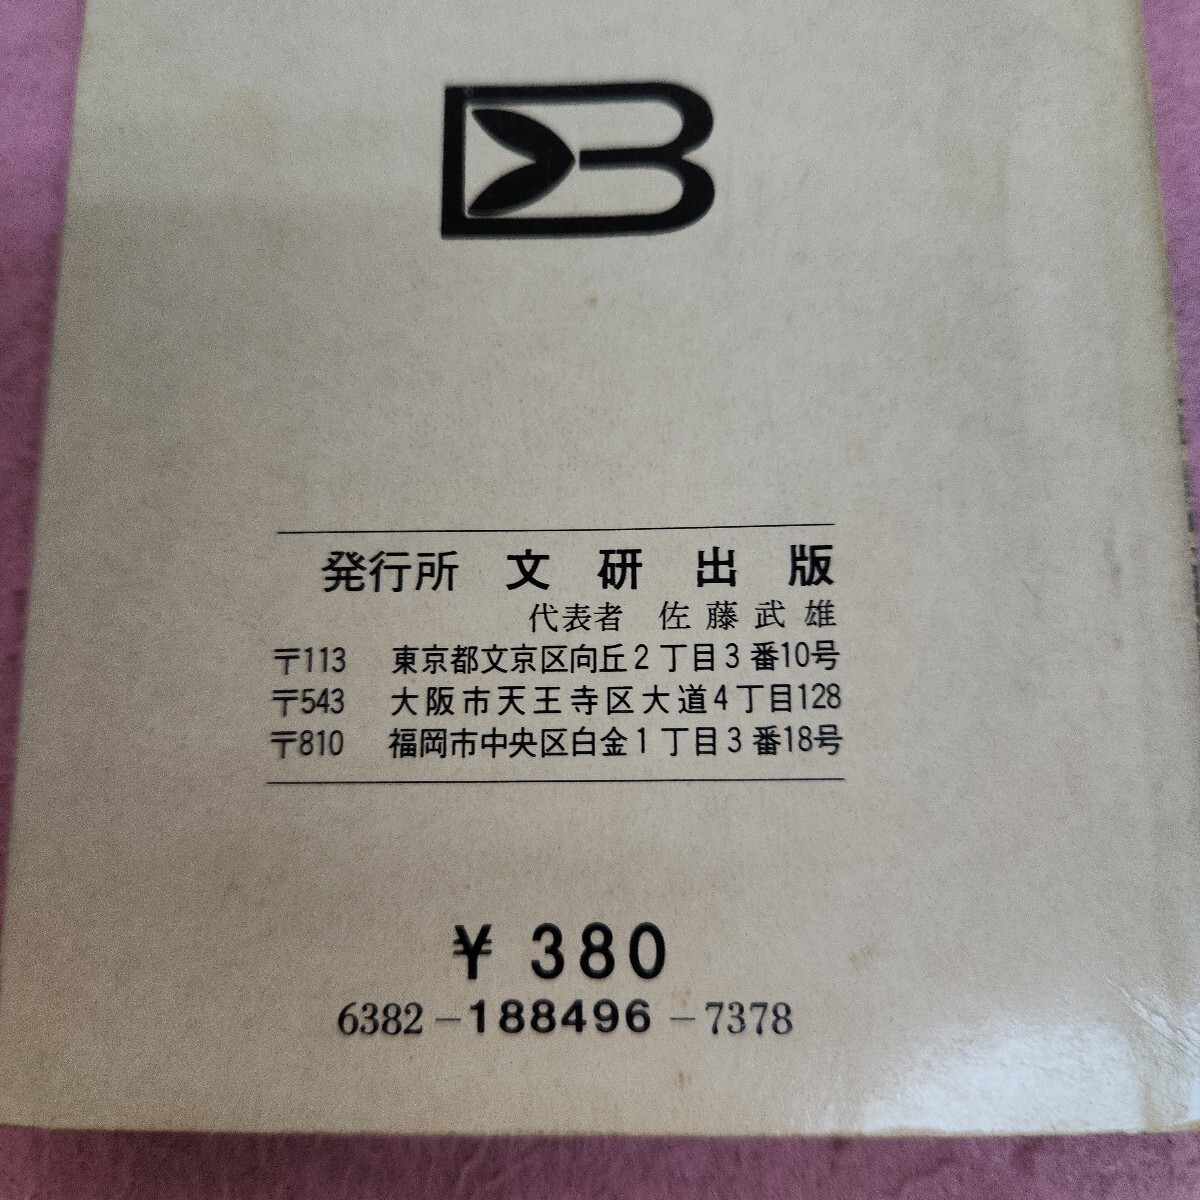 発行所 文研出版
代表者 佐藤武雄
〒113 東京都文京区向丘2丁目3番10号
〒543 大阪市天王寺区大道4丁目128
〒810 福岡市中央区白金1丁目3番18号
¥ 380
6382-188496-7378